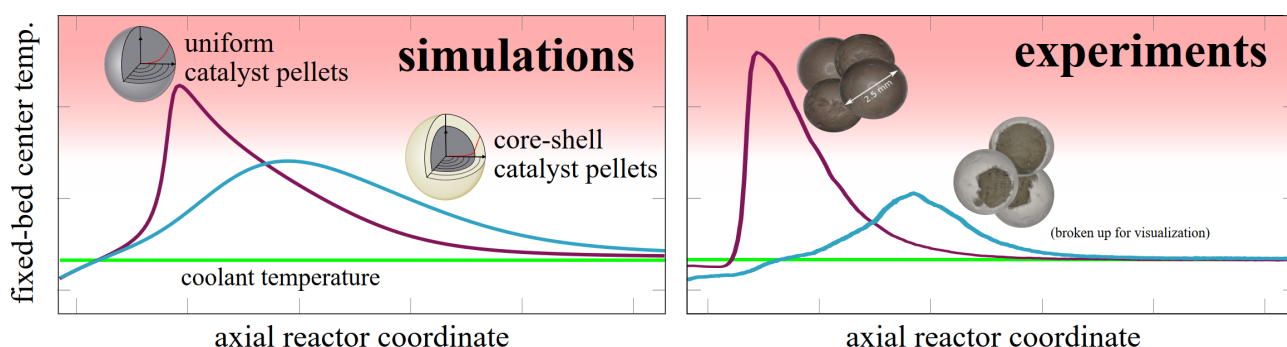 fixed-bed center temp.
uniform
catalyst pellets
simulations
core-shell
catalyst pellets
coolant temperature
axial reactor coordinate
experiments
2.5 mm
(broken up for visualization)
axial reactor coordinate